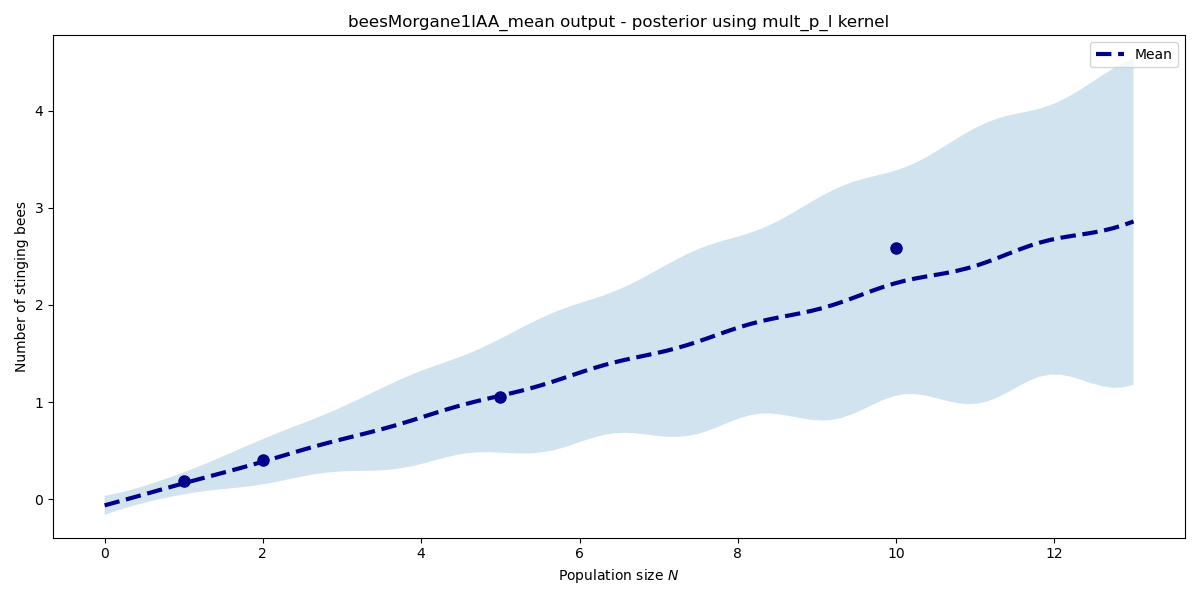 beesMorgane1IAA_mean output - posterior using mult_p_l kernel
Mean
Number of stinging bees
4
3
2
1
0
0 2 4 6 8 10 12
Population size N